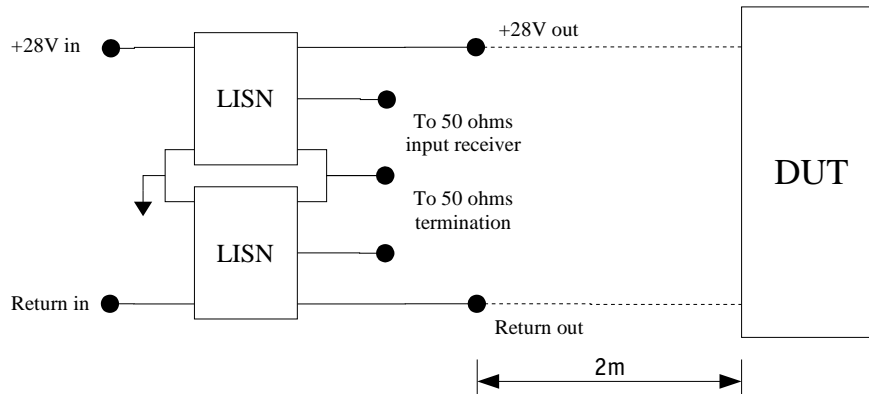 +28V in
+28V out
LISN
To 50 ohms
input receiver
DUT
To 50 ohms
termination
LISN
Return in
Return out
2m